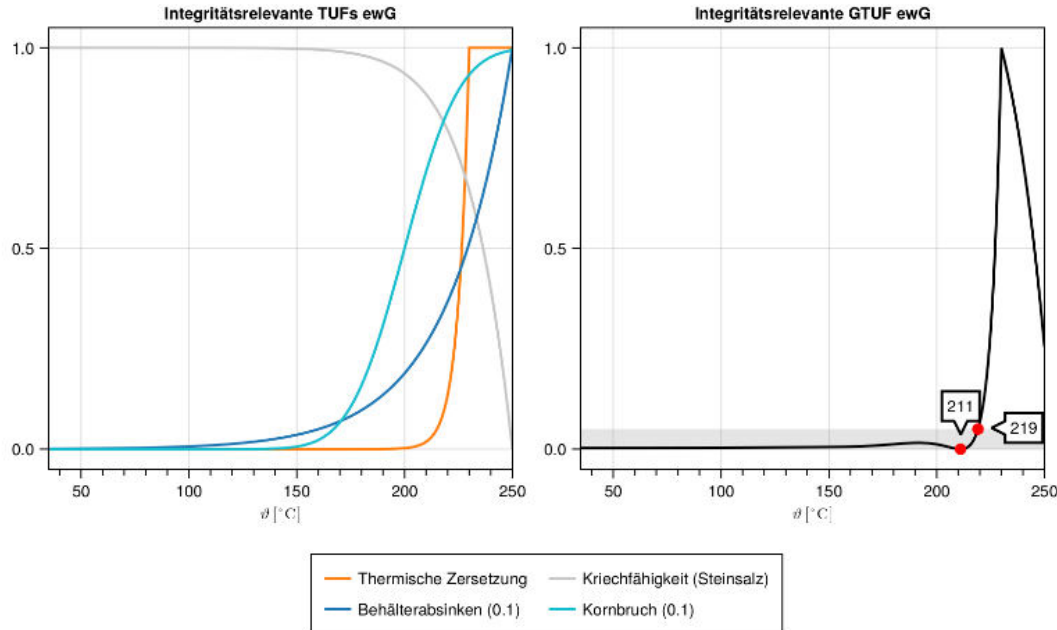 Integritätsrelevante TUFs ewG
1.0
0.5
0.0
50
100
150
200
250
ϑ [°C]
Integritätsrelevante GTUF ewG
1.0
0.5
0.0
211
219
50
100
150
200
250
ϑ [°C]
Thermische Zersetzung
Kriechfähigkeit (Steinsalz)
Behälterabsinken (0.1)
Kornbruch (0.1)